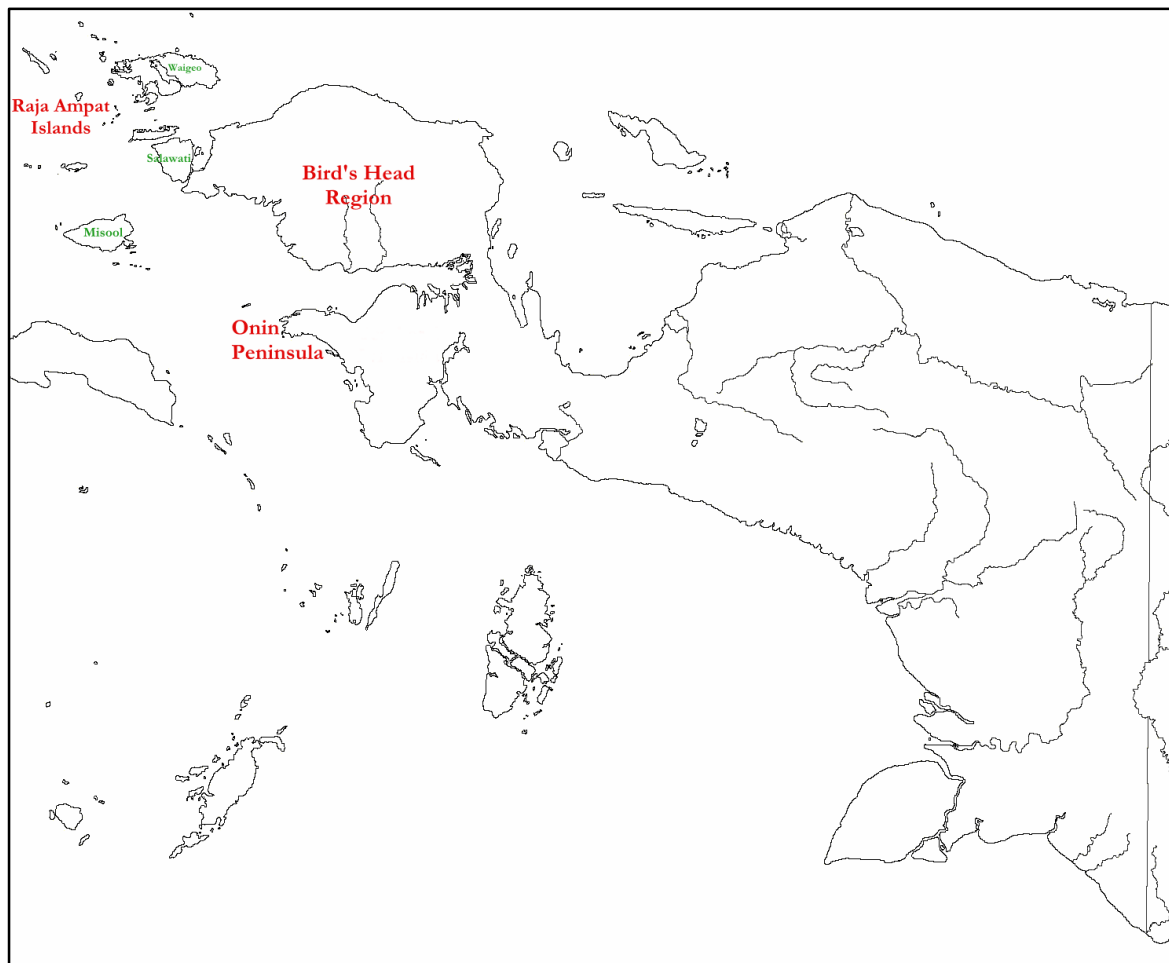 Waigeo
Raja Ampat
Islands
Salawati
Bird's Head
Region
Misool
Onin
Peninsula